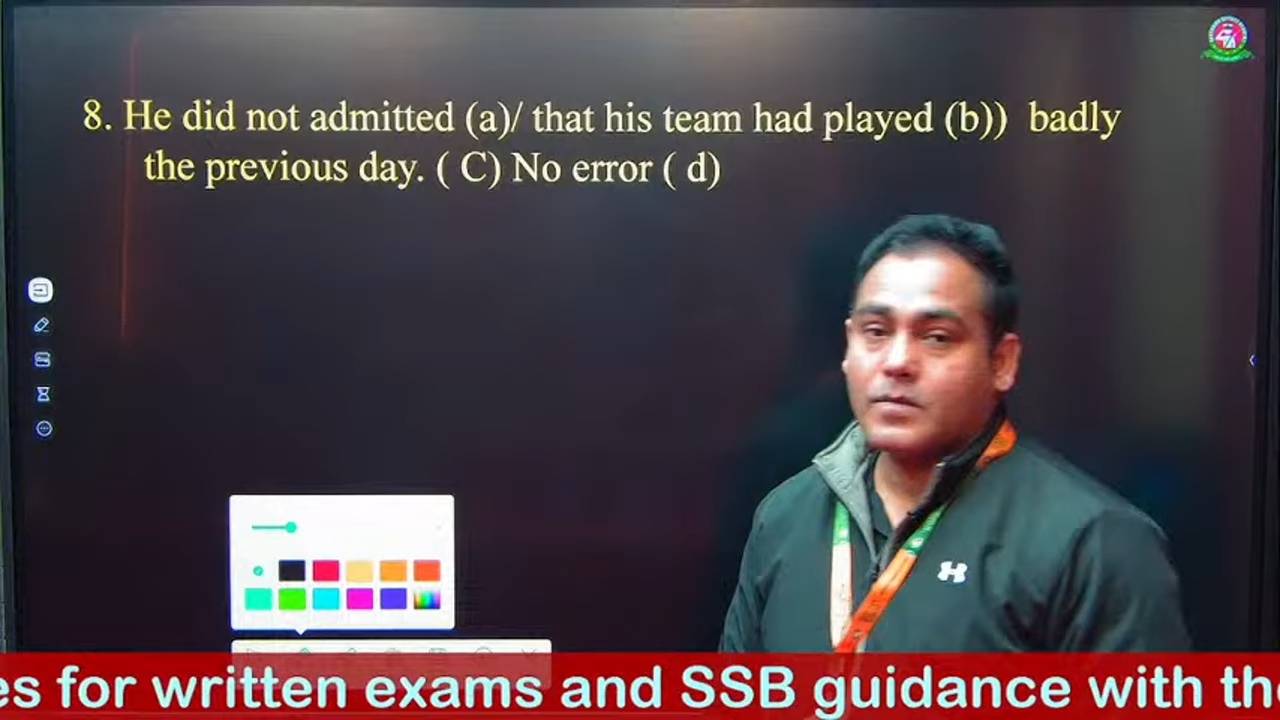 8. He did not admitted (a)/ that his team had played (b)) badly
the previous day. ( C) No error ( d)
es for written exams and SSB guidance with the